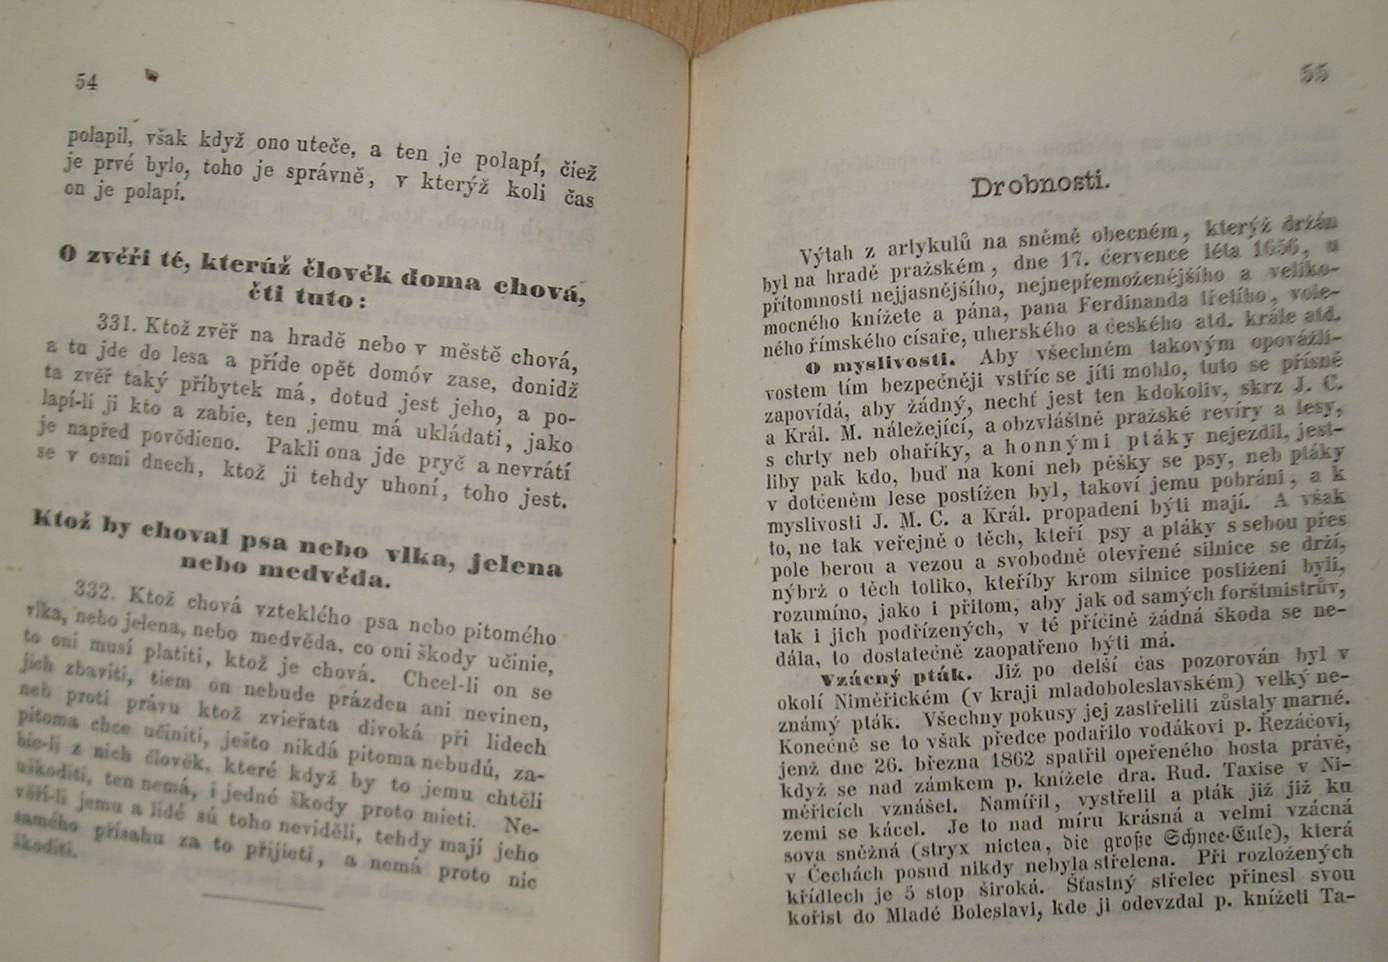 54
polapil, však když ono uteče, a ten je polapí, čiež
je prvé bylo, toho je správně, v kterýž koli čas
on je polapí.
O zvěři té, kterúž člověk doma chová,
čti tuto:
331. Ktož zvěř na hradě nebo v městě chová,
a tu jde do lesa a příde opět domóv zase, donidž
ta zvěř taký příbytek má, dotud jest jeho, a po-
lapí-li ji kto a zabie, ten jemu má ukládati, jako
je napřed povědieno. Pakli ona jde pryč a nevrátí
se v osmi dnech, ktož ji tehdy uhoní, toho jest.
Ktož by choval psa nebo vlka, jelena
nebo medvěda.
332. Ktož chová vzteklého psa nebo pitomého
vlka, nebo jelena, nebo medvěda, co oni škody učinie,
to oni musí platiti, ktož je chová. Chcel-li on se
jich zbaviti, tiem on nebude prázden ani nevinen,
neb proti právu ktož zvieřata divoká při lidech
pitoma chce učiniti, ješto nikdá pitoma nebudú, za-
bie-li z nich člověk, které když by to jemu chtěli
uškoditi, ten nemá, i jedné škody proto mieti. Ne-
věří-li jemu a lidé sú toho neviděli, tehdy mají jeho
samého přísahu za to přijieti, a nemá proto nic
škoditi.
55
Drobnosti.
Výtah z artykulů na sněmě obecném, kterýž držán
byl na hradě pražském, dne 17. července léta 1656, u
přítomnosti nejjasnějšího, nejnepřemoženějšího a veliko-
mocného knížete a pána, pana Ferdinanda třetího, vole-
ného římského císaře, uherského a českého atd. krále atd.
O myslivosti. Aby všechném takovým opovážli-
vostem tím bezpečněji vstříc se jíti mohlo, tuto se přísně
zapovídá, aby žádný, nechť jest ten kdokoliv, skrz J. C.
a Král. M. náležející, a obzvláštně pražské revíry a lesy,
s chrty neb ohaříky, a honnými ptáky nejezdil, jest-
liby pak kdo, buď na koni neb pěšky se psy, neb ptáky
v dotčeném lese postížen byl, takoví jemu pobráni, a k
myslivosti J. M. C. a Král. propadeni býti mají. A však
to, ne tak veřejně o těch, kteří psy a ptáky s sebou přes
pole berou a vezou a svobodně otevřené silnice se drží,
nýbrž o těch toliko, kteříby krom silnice postiženi byli,
rozumíno, jako i přitom, aby jak od samých forštmistrův,
tak i jich podřízených, v té příčině žádná škoda se ne-
dála, to dostatečně zaopatřeno býti má.
Vzácný pták. Již po delší čas pozorován byl v
okolí Niměřickém (v kraji mladoboleslavském) velký ne-
známý pták. Všechny pokusy jej zastřeliti zůstaly marné.
Konečně se to však předce podařilo vodákovi p. Řezáčovi,
jenž dne 26. března 1862 spatřil opeřeného hosta právě,
když se nad zámkem p. knížete dra. Rud. Taxise v Ni-
měřicích vznášel. Namířil, vystřelil a pták již již ku
zemi se kácel. Je to nad míru krásná a velmi vzácná
sova sněžná (stryx nictea, die große Schnee-Eule), která
v Čechách posud nikdy nebyla střelena. Při rozložených
křídlech je 5 stop široká. Šťastný střelec přinesl svou
kořist do Mladé Boleslavi, kde ji odevzdal p. knížeti Ta-